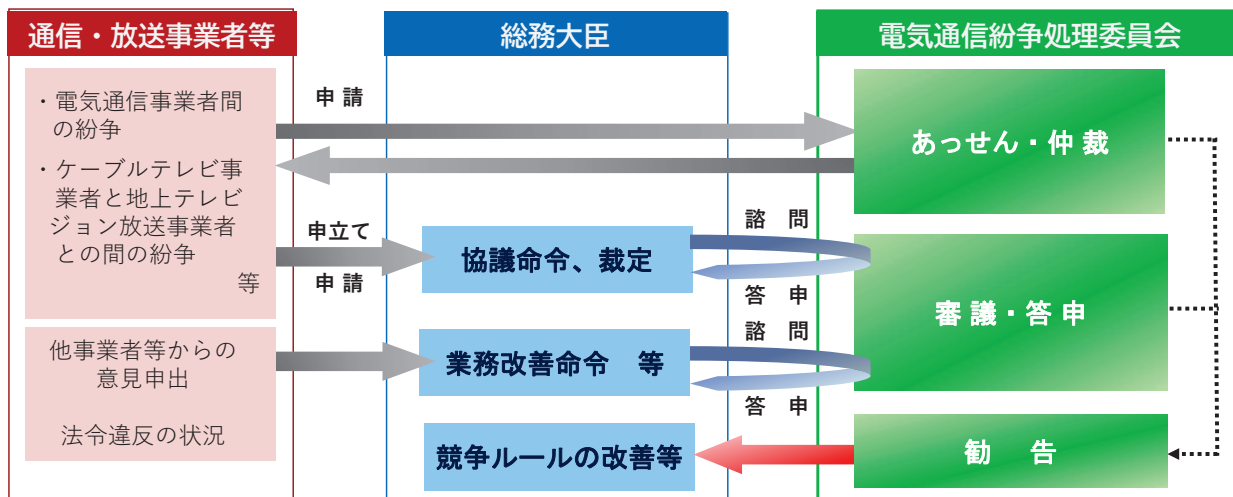 通信・放送事業者等
総務大臣
電気通信紛争処理委員会
・電気通信事業者間
の紛争
・ケーブルテレビ事
業者と地上テレビ
ジョン放送事業者
との間の紛争
等
他事業者等からの
意見申出
法令違反の状況
申 請
申立て
申 請
協議命令、裁定
業務改善命令 等
競争ルールの改善等
諮 問
答 申
諮 問
答 申
あっせん・仲 裁
審 議・答 申
勧 告